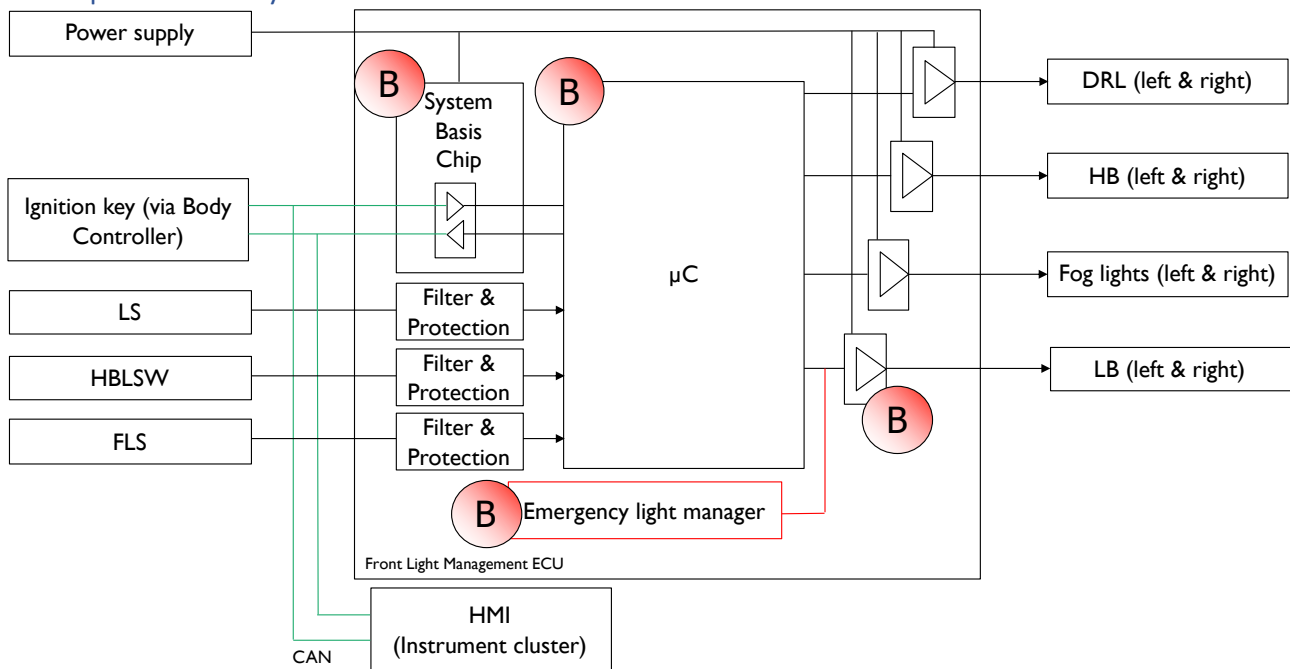 Power supply
B
B
System
Basis
Chip
DRL (left & right)
HB (left & right)
Ignition key (via Body
Controller)
µC
Fog lights (left & right)
LS
Filter &
Protection
HBLSW
Filter &
Protection
LB (left & right)
FLS
Filter &
Protection
B
B
Emergency light manager
Front Light Management ECU
HMI
(Instrument cluster)
CAN